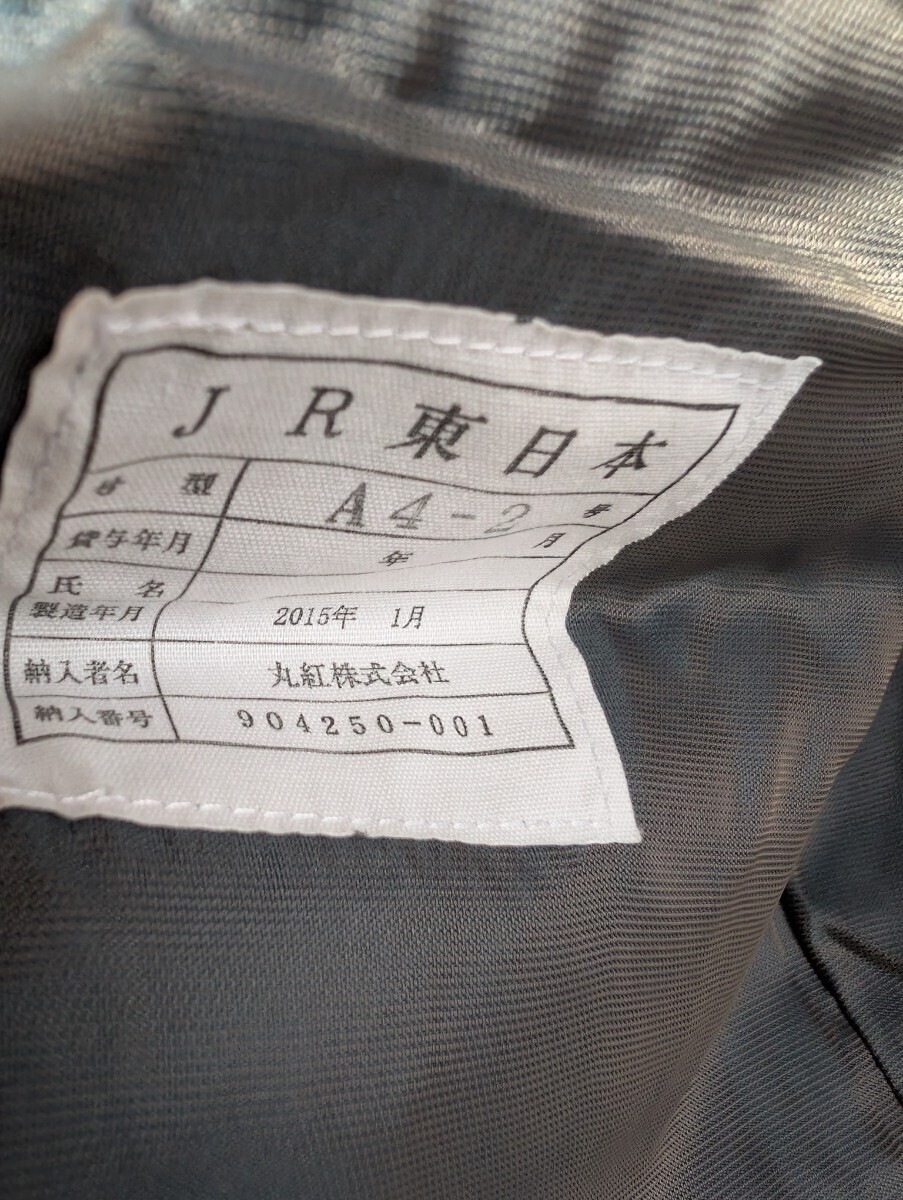 JR東日本
サ型 A4-2 号
貸与年月 年 月
氏名
製造年月 2015年 1月
納入者名 丸紅株式会社
納入番号 904250-001